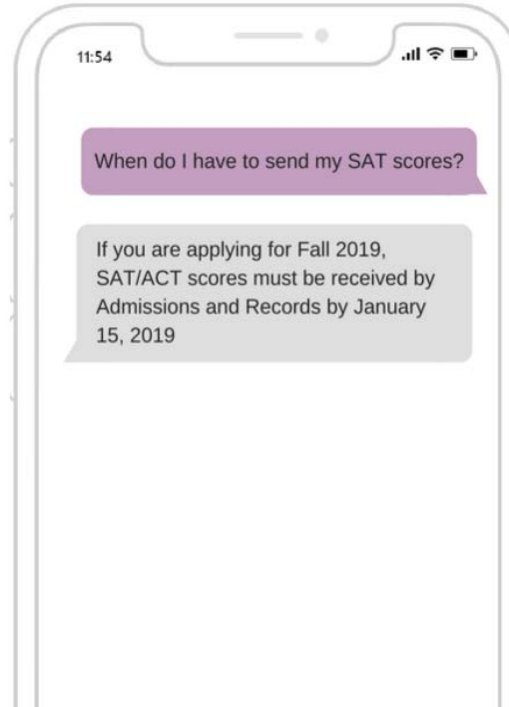 11:54
When do I have to send my SAT scores?
If you are applying for Fall 2019,
SAT/ACT scores must be received by
Admissions and Records by January
15, 2019